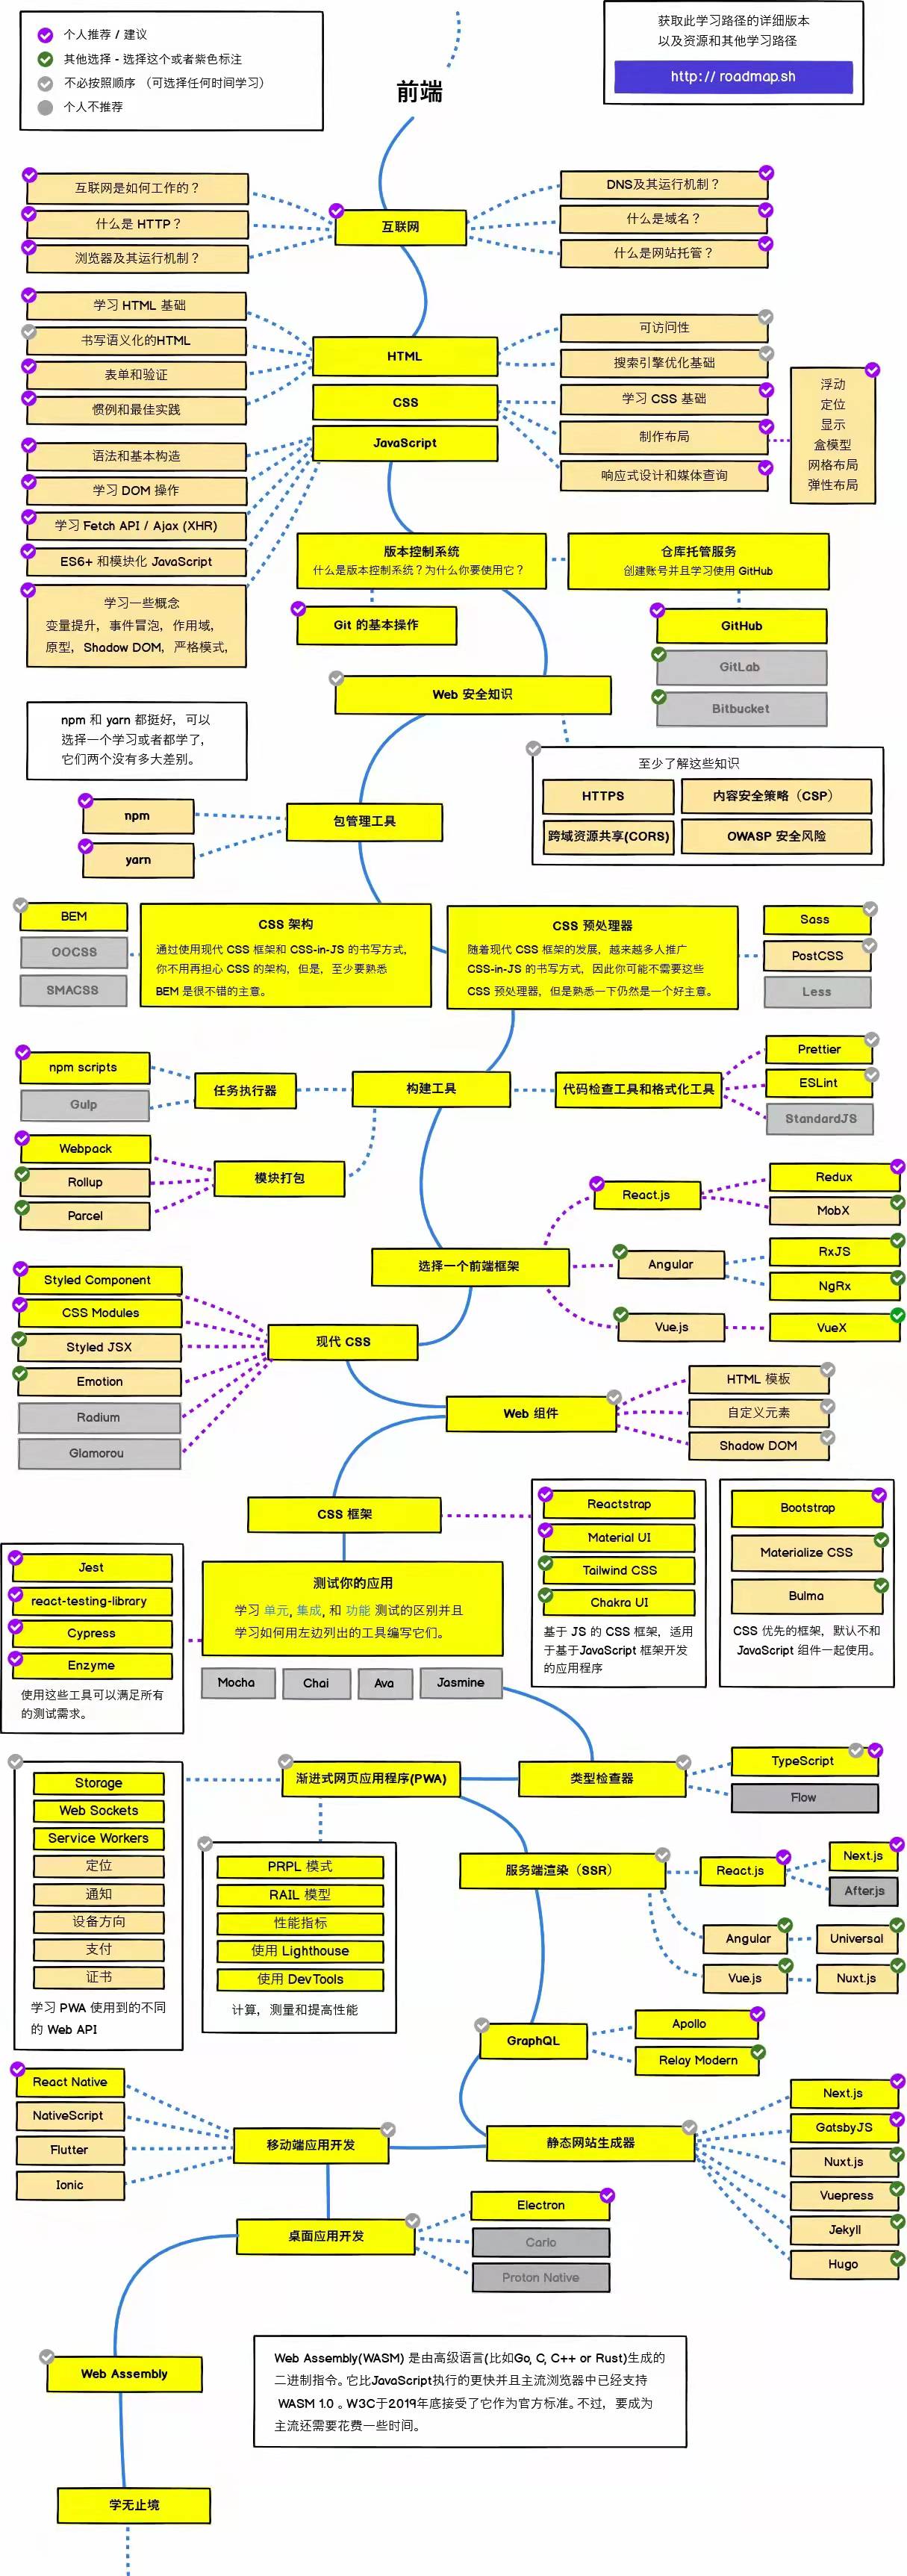 个人推荐 / 建议
其他选择 - 选择这个或者紫色标注
不必按照顺序 （可选择任何时间学习）
个人不推荐
获取此学习路径的详细版本
以及资源和其他学习路径
http: // roadmap.sh
前端
互联网是如何工作的？
什么是 HTTP？
浏览器及其运行机制？
互联网
DNS及其运行机制？
什么是域名？
什么是网站托管？
学习 HTML 基础
书写语义化的HTML
表单和验证
惯例和最佳实践
HTML
CSS
JavaScript
可访问性
搜索引擎优化基础
学习 CSS 基础
制作布局
响应式设计和媒体查询
浮动
定位
显示
盒模型
网格布局
弹性布局
语法和基本构造
学习 DOM 操作
学习 Fetch API / Ajax (XHR)
ES6+ 和模块化 JavaScript
学习一些概念
变量提升，事件冒泡，作用域,
原型，Shadow DOM，严格模式,
版本控制系统
什么是版本控制系统？为什么你要使用它？
仓库托管服务
创建账号并且学习使用 GitHub
Git 的基本操作
GitHub
GitLab
Bitbucket
Web 安全知识
npm 和 yarn 都挺好，可以
选择一个学习或者都学了,
它们两个没有多大差别。
至少了解这些知识
HTTPS
内容安全策略（CSP）
跨域资源共享(CORS)
OWASP 安全风险
npm
yarn
包管理工具
BEM
OOCSS
SMACSS
CSS 架构
通过使用现代 CSS 框架和 CSS-in-JS 的书写方式,
你不用再担心 CSS 的架构，但是，至少要熟悉
BEM 是很不错的主意。
CSS 预处理器
随着现代 CSS 框架的发展，越来越多人推广
CSS-in-JS 的书写方式，因此你可能不需要这些
CSS 预处理器，但是熟悉一下仍然是一个好主意。
Sass
PostCSS
Less
npm scripts
Gulp
任务执行器
构建工具
代码检查工具和格式化工具
Prettier
ESLint
StandardJS
Webpack
Rollup
Parcel
模块打包
选择一个前端框架
React.js
Redux
MobX
Angular
RxJS
NgRx
Vue.js
VueX
Styled Component
CSS Modules
Styled JSX
Emotion
Radium
Glamorou
现代 CSS
Web 组件
HTML 模板
自定义元素
Shadow DOM
CSS 框架
Reactstrap
Material UI
Tailwind CSS
Chakra UI
基于 JS 的 CSS 框架，适用
于基于JavaScript 框架开发
的应用程序
Bootstrap
Materialize CSS
Bulma
CSS 优先的框架，默认不和
JavaScript 组件一起使用。
Jest
react-testing-library
Cypress
Enzyme
使用这些工具可以满足所有
的测试需求。
测试你的应用
学习 单元, 集成, 和 功能 测试的区别并且
学习如何用左边列出的工具编写它们。
Mocha
Chai
Ava
Jasmine
渐进式网页应用程序(PWA)
类型检查器
TypeScript
Flow
Storage
Web Sockets
Service Workers
定位
通知
设备方向
支付
证书
学习 PWA 使用到的不同
的 Web API
PRPL 模式
RAIL 模型
性能指标
使用 Lighthouse
使用 DevTools
计算，测量和提高性能
服务端渲染（SSR）
React.js
Next.js
After.js
Angular
Universal
Vue.js
Nuxt.js
GraphQL
Apollo
Relay Modern
React Native
NativeScript
Flutter
Ionic
移动端应用开发
静态网站生成器
Next.js
GatsbyJS
Nuxt.js
Vuepress
Jekyll
Hugo
桌面应用开发
Electron
Carlo
Proton Native
Web Assembly
Web Assembly(WASM) 是由高级语言(比如Go, C, C++ or Rust)生成的
二进制指令。它比JavaScript执行的更快并且主流浏览器中已经支持
WASM 1.0 。W3C于2019年底接受了它作为官方标准。不过，要成为
主流还需要花费一些时间。
学无止境